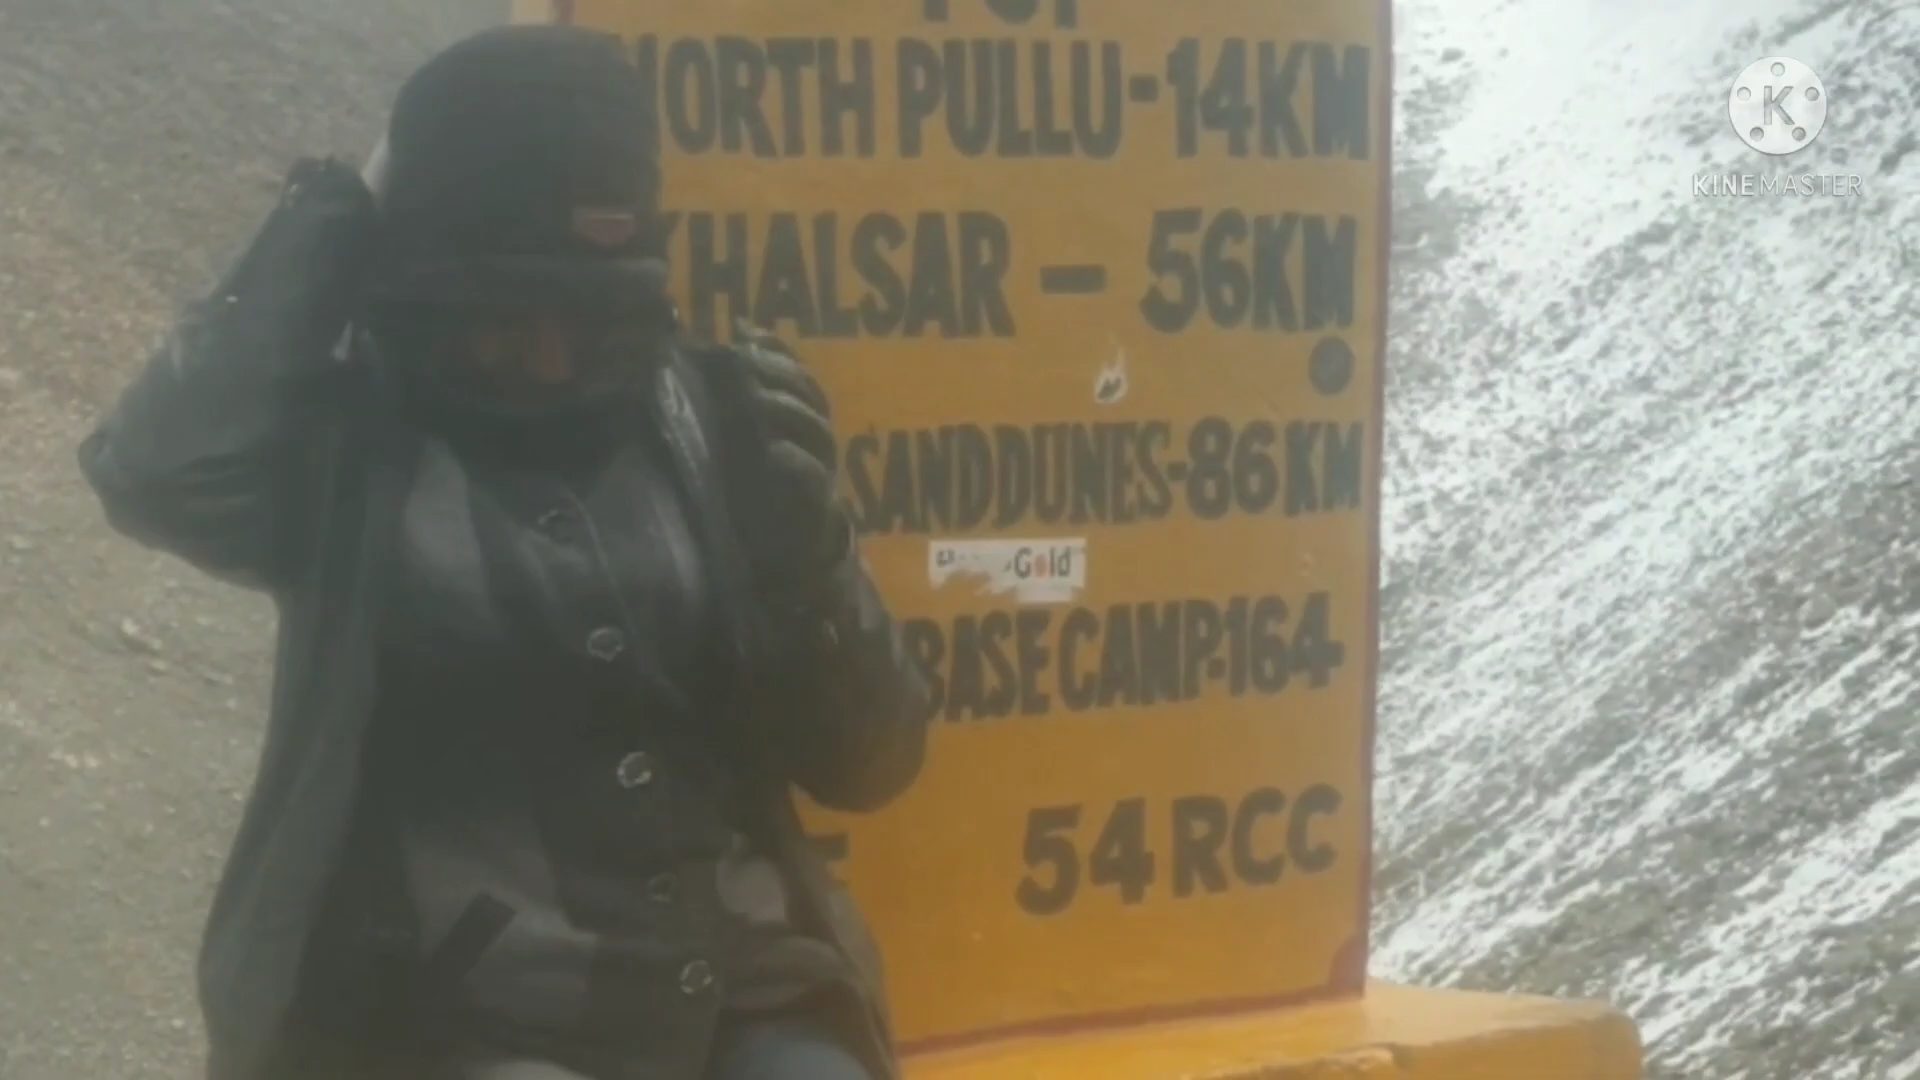 NORTH PULLU-14KM
KHALSAR - 56KM
SANDDUNES-86KM
Gold
BASE CAMP-164
54 RCC
KINEMASTER